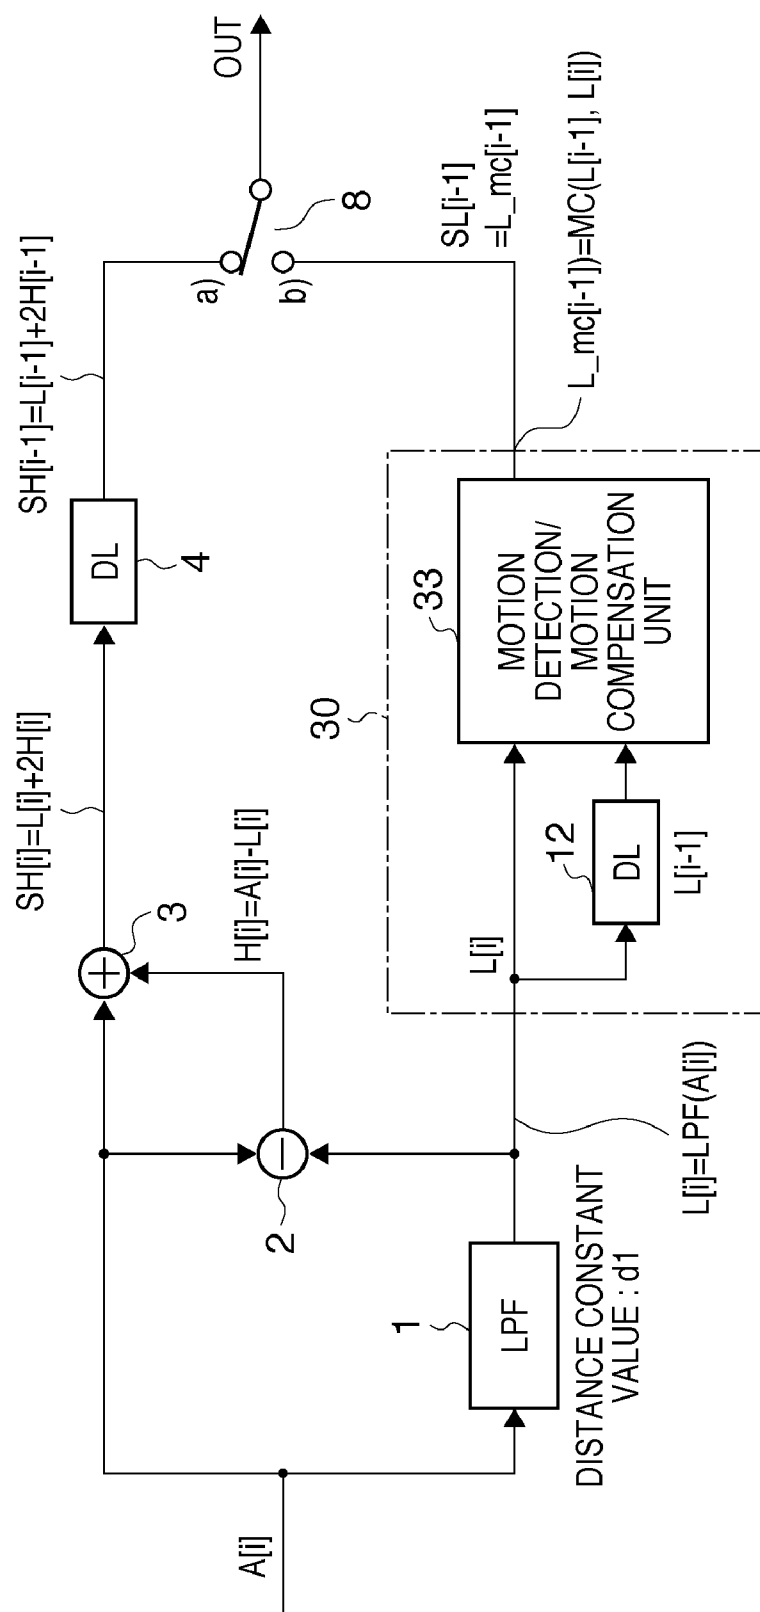 A[i]
1
LPF
DISTANCE CONSTANT
VALUE : d1
2
L[i]=LPF(A[i])
H[i]=A[i]-L[i]
3
SH[i]=L[i]+2H[i]
DL
4
SH[i-1]=L[i-1]+2H[i-1]
30
L[i]
12
DL
L[i-1]
33
MOTION
DETECTION/
MOTION
COMPENSATION
UNIT
L_mc[i-1])=MC(L[i-1], L[i])
SL[i-1]
=L_mc[i-1]
a)
b)
8
OUT